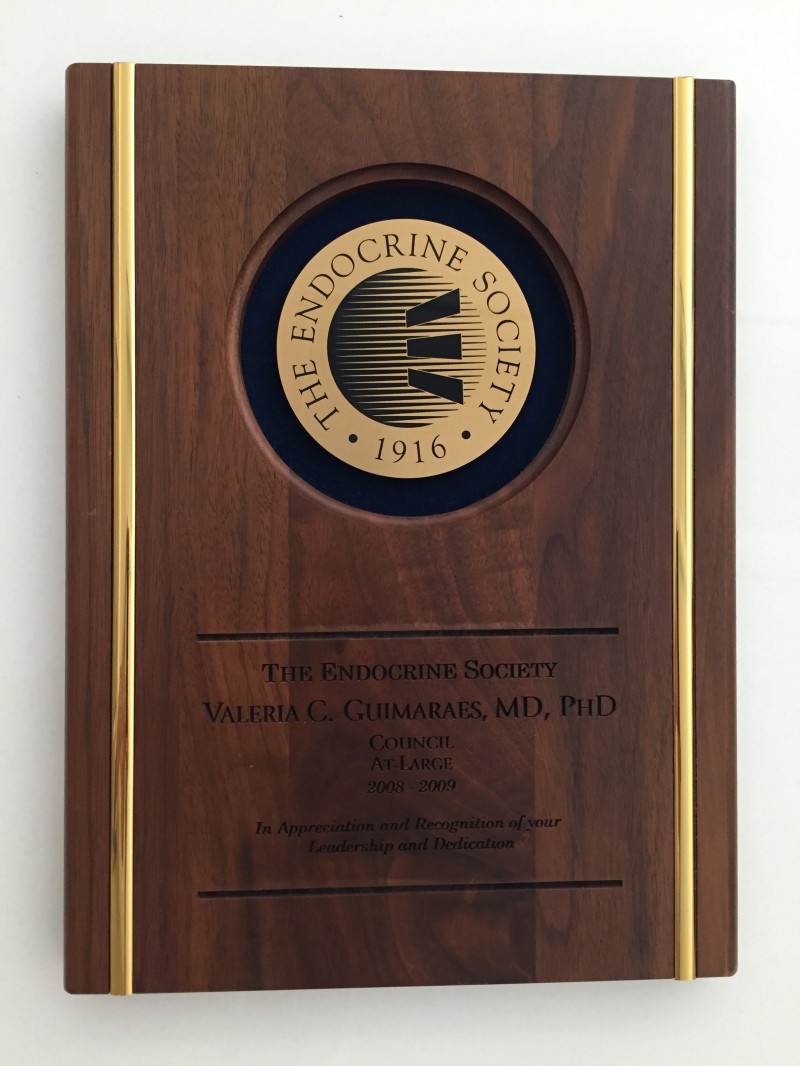 THE ENDOCRINE SOCIETY
• 1916 •
THE ENDOCRINE SOCIETY
VALERIA C. GUIMARAES, MD, PHD
COUNCIL
AT-LARGE
2008 - 2009
In Appreciation and Recognition of your
Leadership and Dedication